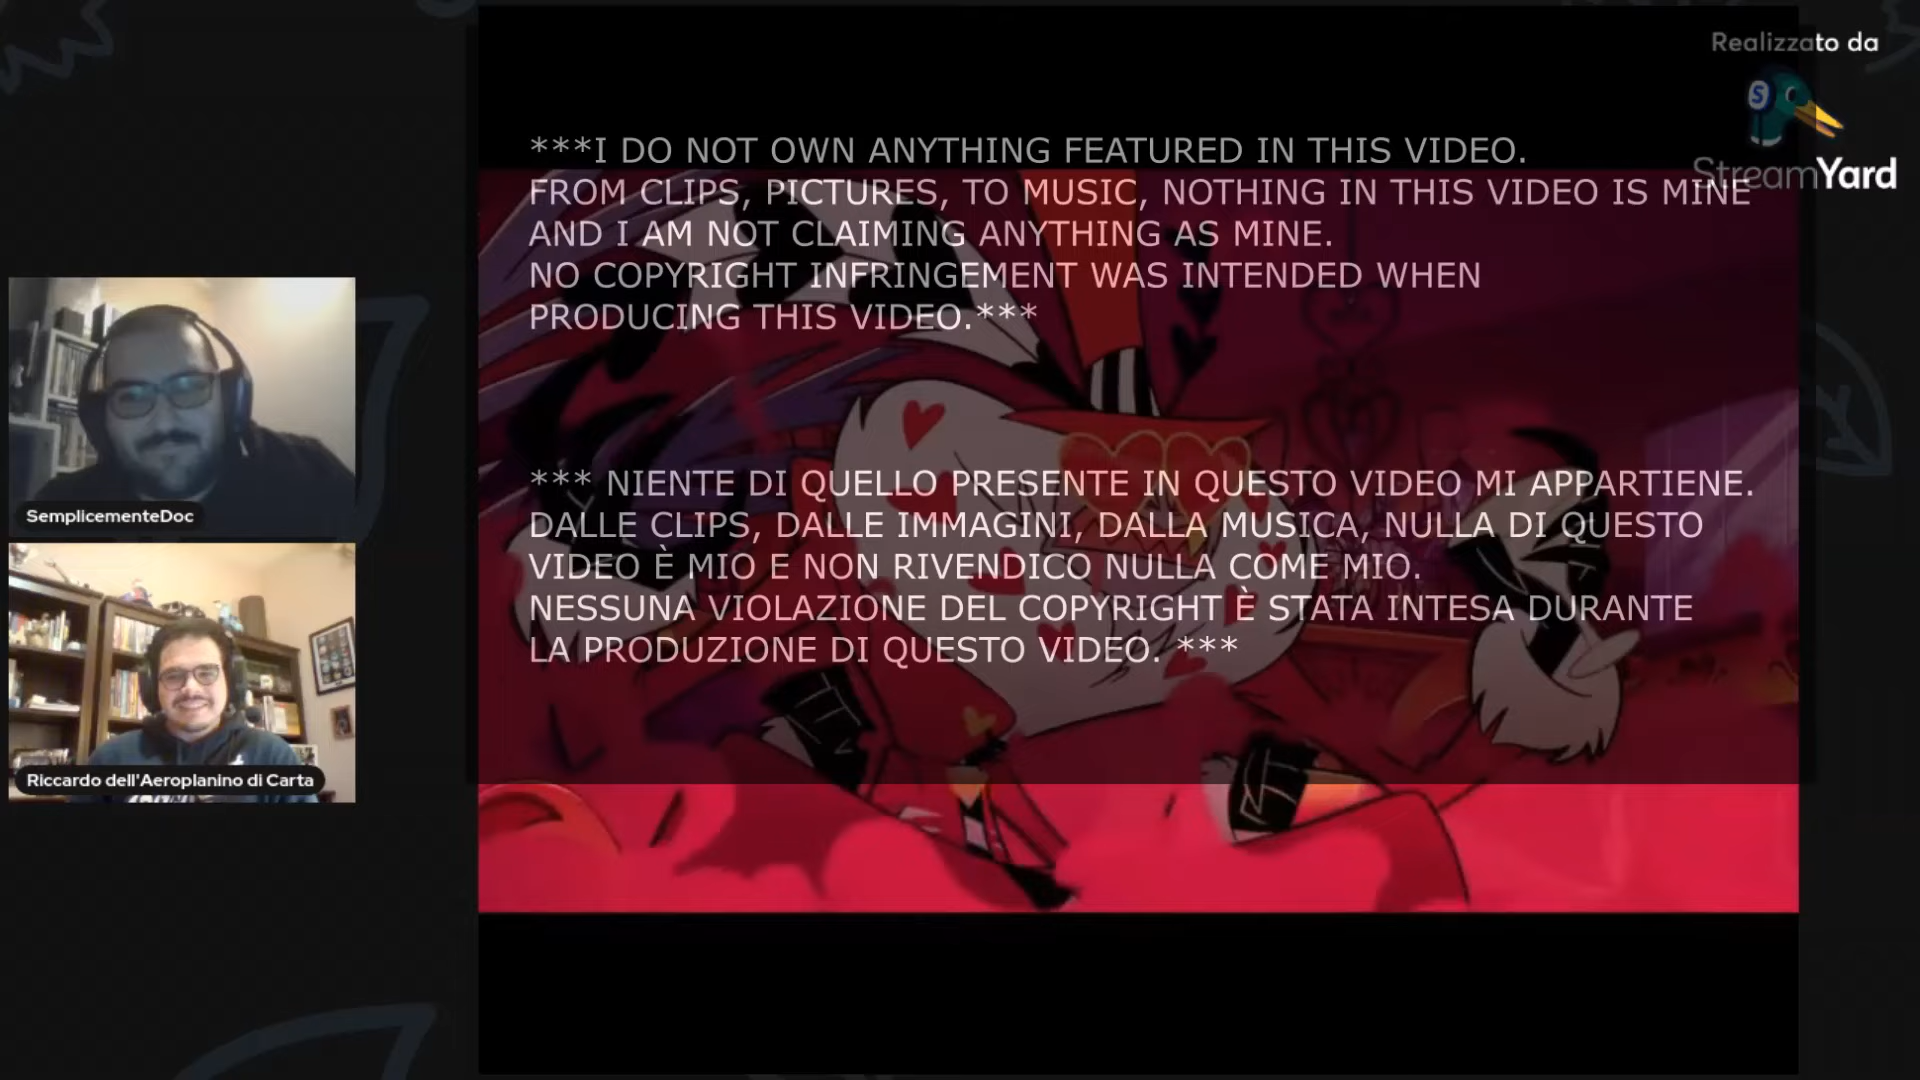 Realizzato da
StreamYard
***I DO NOT OWN ANYTHING FEATURED IN THIS VIDEO.
FROM CLIPS, PICTURES, TO MUSIC, NOTHING IN THIS VIDEO IS MINE
AND I AM NOT CLAIMING ANYTHING AS MINE.
NO COPYRIGHT INFRINGEMENT WAS INTENDED WHEN
PRODUCING THIS VIDEO.***
*** NIENTE DI QUELLO PRESENTE IN QUESTO VIDEO MI APPARTIENE.
DALLE CLIPS, DALLE IMMAGINI, DALLA MUSICA, NULLA DI QUESTO
VIDEO È MIO E NON RIVENDICO NULLA COME MIO.
NESSUNA VIOLAZIONE DEL COPYRIGHT È STATA INTESA DURANTE
LA PRODUZIONE DI QUESTO VIDEO. ***
SemplicementeDoc
Riccardo dell'Aeroplanino di Carta